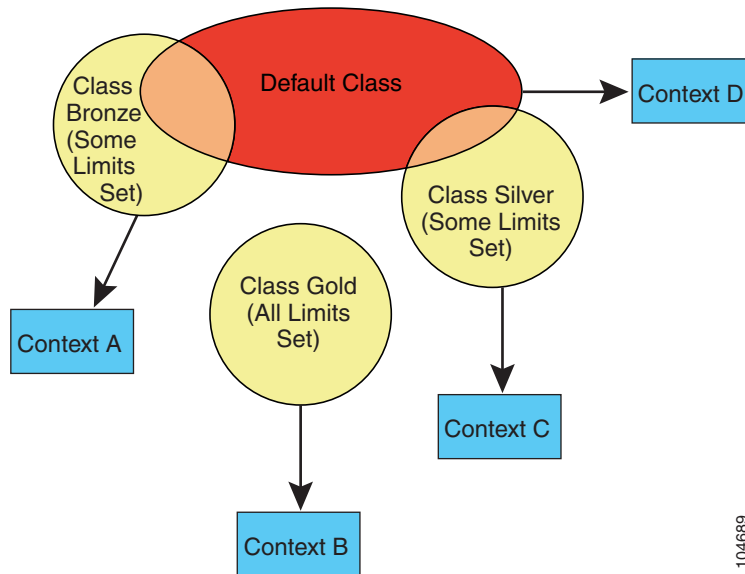 Default Class
Class
Bronze
(Some
Limits
Set)
Context D
Class Silver
(Some Limits
Set)
Class Gold
(All Limits
Set)
Context A
Context C
Context B
104689